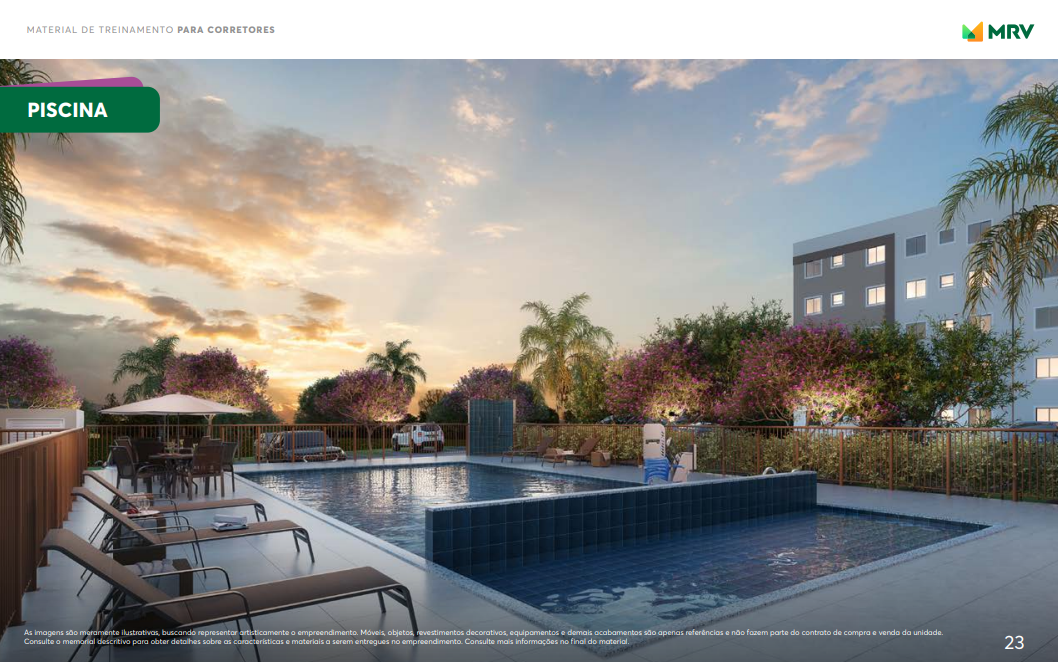 MATERIAL DE TREINAMENTO PARA CORRETORES
MRV
PISCINA
As imagens são meramente ilustrativas, buscando representar artisticamente o empreendimento. Móveis, objetos, revestimentos decorativos, equipamentos e demais acabamentos são apenas referências e não fazem parte do contrato de compra e venda da unidade.
Consulte o memorial descritivo para obter detalhes sobre as características e materiais a serem entregues no empreendimento. Consulte mais informações no final do material.
23